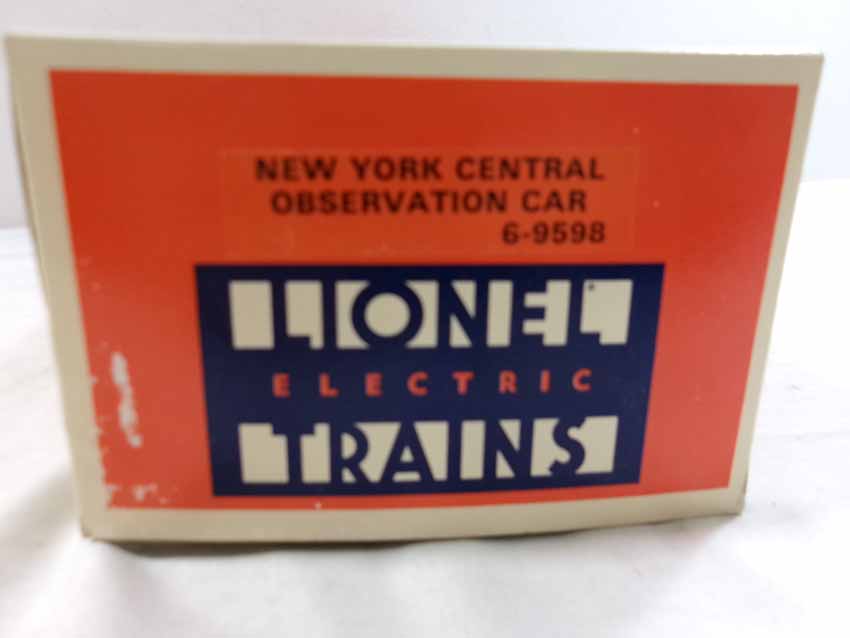 NEW YORK CENTRAL
OBSERVATION CAR
6-9598
LIONEL
ELECTRIC
TRAINS